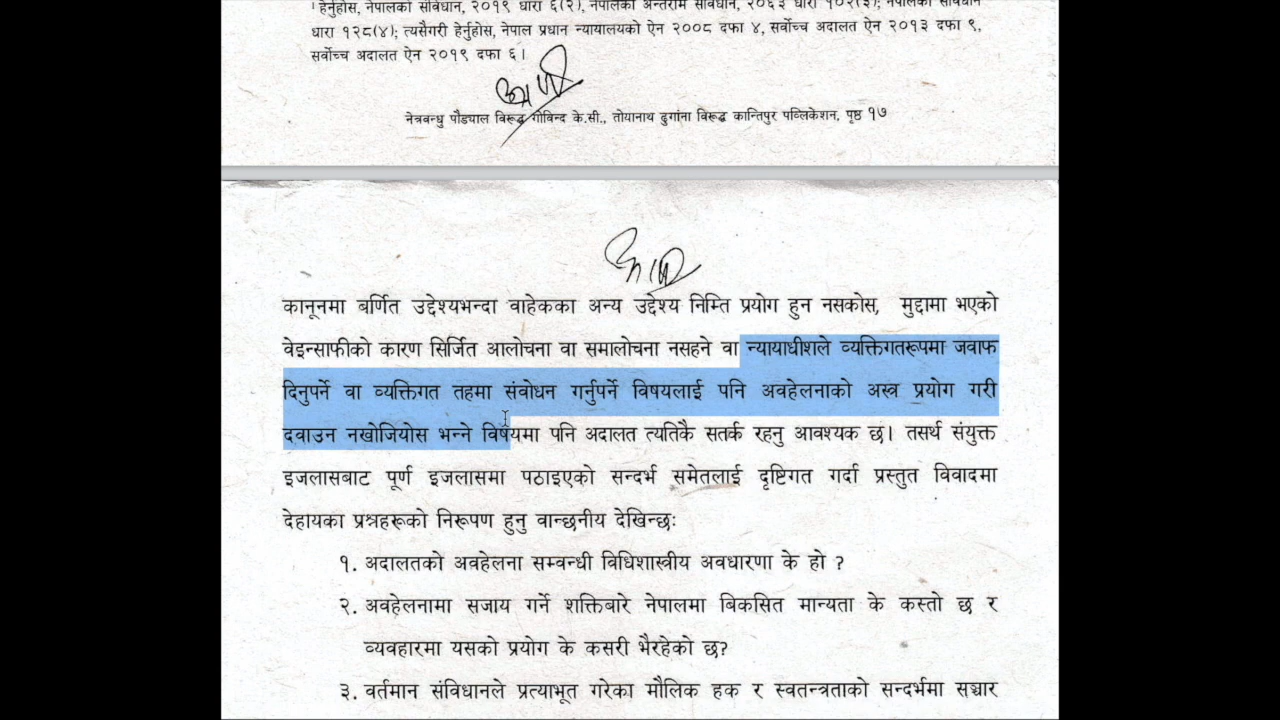 ¹ हेर्नुहोस, नेपालको संविधान, २०१९ धारा ६(२), नेपालको अन्तरिम संविधान, २०६३ धारा १०२(३); नेपालको संविधान
धारा १२८(४); त्यसैगरी हेर्नुहोस, नेपाल प्रधान न्यायालयको ऐन २००८ दफा ४, सर्वोच्च अदालत ऐन २०१३ दफा ९,
सर्वोच्च अदालत ऐन २०१९ दफा ६।
नेत्रवन्धु पौड्याल विरूद्ध गोविन्द के.सी., तोयानाथ ढुगांना विरूद्ध कान्तिपुर पव्लिकेशन, पृष्ठ १७
कानूनमा बर्णित उद्देश्यभन्दा वाहेकका अन्य उद्देश्य निम्ति प्रयोग हुन नसकोस, मुद्दामा भएको
वेइन्साफीको कारण सिर्जित आलोचना वा समालोचना नसहने वा न्यायाधीशले व्यक्तिगतरूपमा जवाफ
दिनुपर्ने वा व्यक्तिगत तहमा संवोधन गर्नुपर्ने विषयलाई पनि अवहेलनाको अस्त्र प्रयोग गरी
दवाउन नखोजियोस भन्ने विषयमा पनि अदालत त्यतिकै सतर्क रहनु आवश्यक छ। तसर्थ संयुक्त
इजलासबाट पूर्ण इजलासमा पठाइएको सन्दर्भ समेतलाई दृष्टिगत गर्दा प्रस्तुत विवादमा
देहायका प्रश्नहरूको निरूपण हुनु वान्छनीय देखिन्छः
१. अदालतको अवहेलना सम्वन्धी विधिशास्त्रीय अवधारणा के हो ?
२. अवहेलनामा सजाय गर्ने शक्तिबारे नेपालमा बिकसित मान्यता के कस्तो छ र
व्यवहारमा यसको प्रयोग के कसरी भैरहेको छ?
३. वर्तमान संविधानले प्रत्याभूत गरेका मौलिक हक र स्वतन्त्रताको सन्दर्भमा सञ्चार